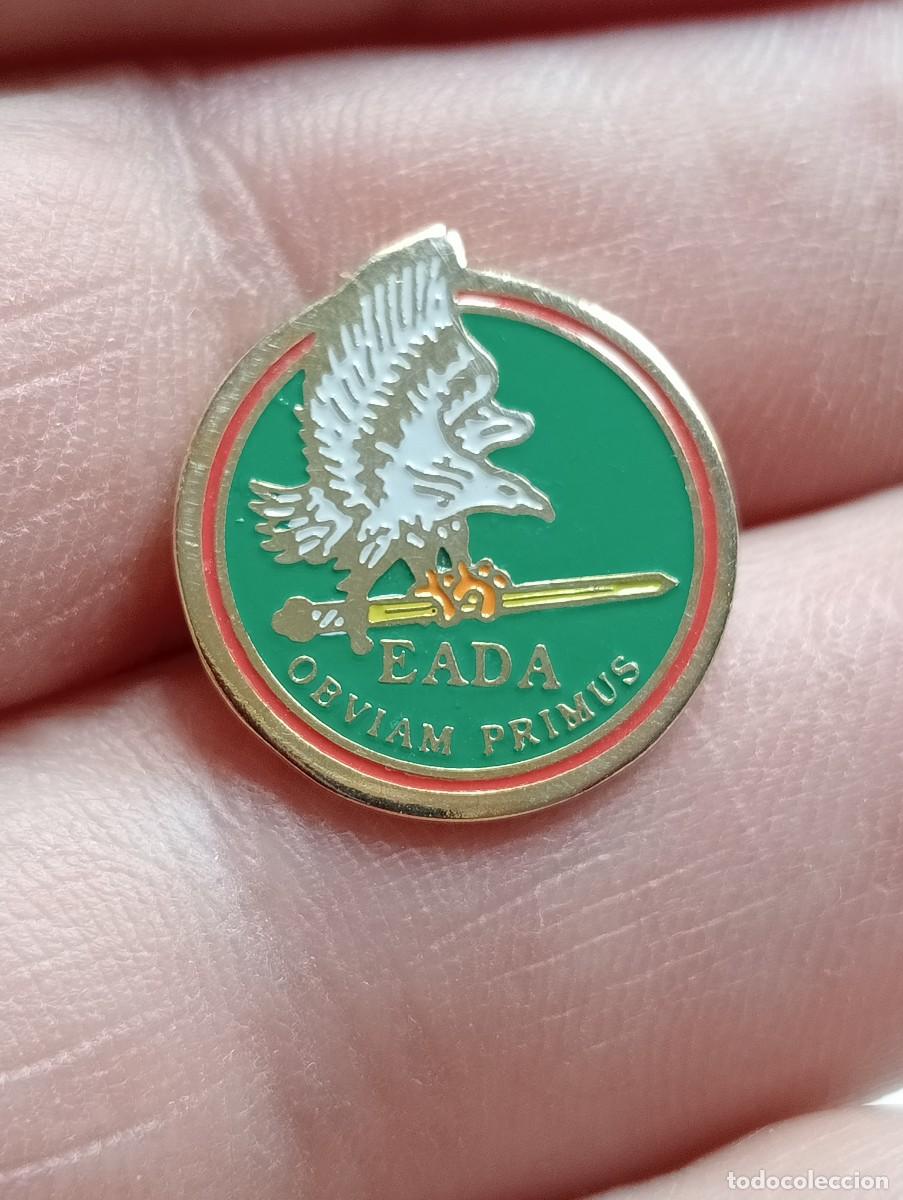 EADA
OBVIAM PRIMUS
todocoleccion